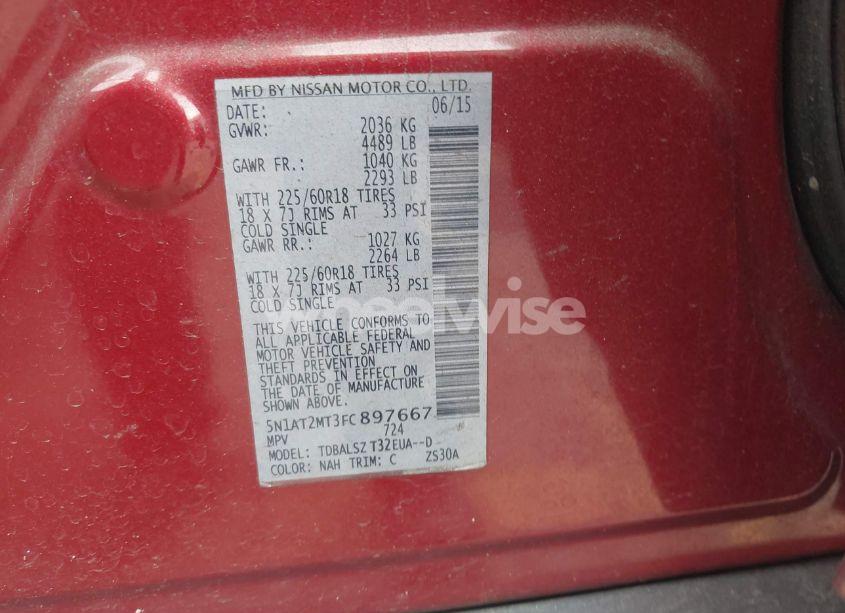 MFD BY NISSAN MOTOR CO., LTD.
DATE: 06/15
GVWR: 2036 KG
4489 LB
GAWR FR.: 1040 KG
2293 LB
WITH 225/60R18 TIRES
18 X 7J RIMS AT 33 PSI
COLD SINGLE
GAWR RR.: 1027 KG
2264 LB
WITH 225/60R18 TIRES
18 X 7J RIMS AT 33 PSI
COLD SINGLE
wheelwise
THIS VEHICLE CONFORMS TO
ALL APPLICABLE FEDERAL
MOTOR VEHICLE SAFETY AND
THEFT PREVENTION
STANDARDS IN EFFECT ON
THE DATE OF MANUFACTURE
SHOWN ABOVE.
5N1AT2MT3FC897667
MPV 724
MODEL: TDBALSZ T32EUA--D
COLOR: NAH TRIM: C ZS30A